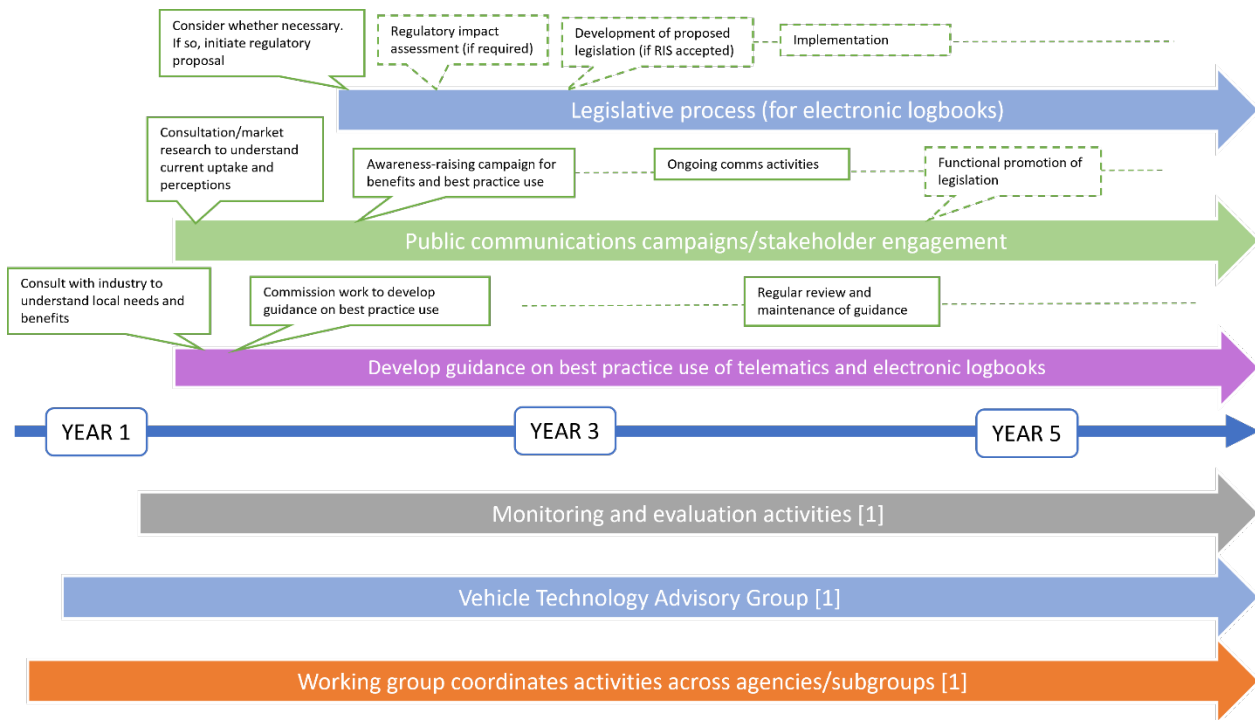 Consider whether necessary.
If so, initiate regulatory
proposal
Regulatory impact
assessment (if required)
Development of proposed
legislation (if RIS accepted)
Implementation
Legislative process (for electronic logbooks)
Consultation/market
research to understand
current uptake and
perceptions
Awareness-raising campaign for
benefits and best practice use
Ongoing comms activities
Functional promotion of
legislation
Public communications campaigns/stakeholder engagement
Consult with industry to
understand local needs and
benefits
Commission work to develop
guidance on best practice use
Regular review and
maintenance of guidance
Develop guidance on best practice use of telematics and electronic logbooks
YEAR 1
YEAR 3
YEAR 5
Monitoring and evaluation activities [1]
Vehicle Technology Advisory Group [1]
Working group coordinates activities across agencies/subgroups [1]